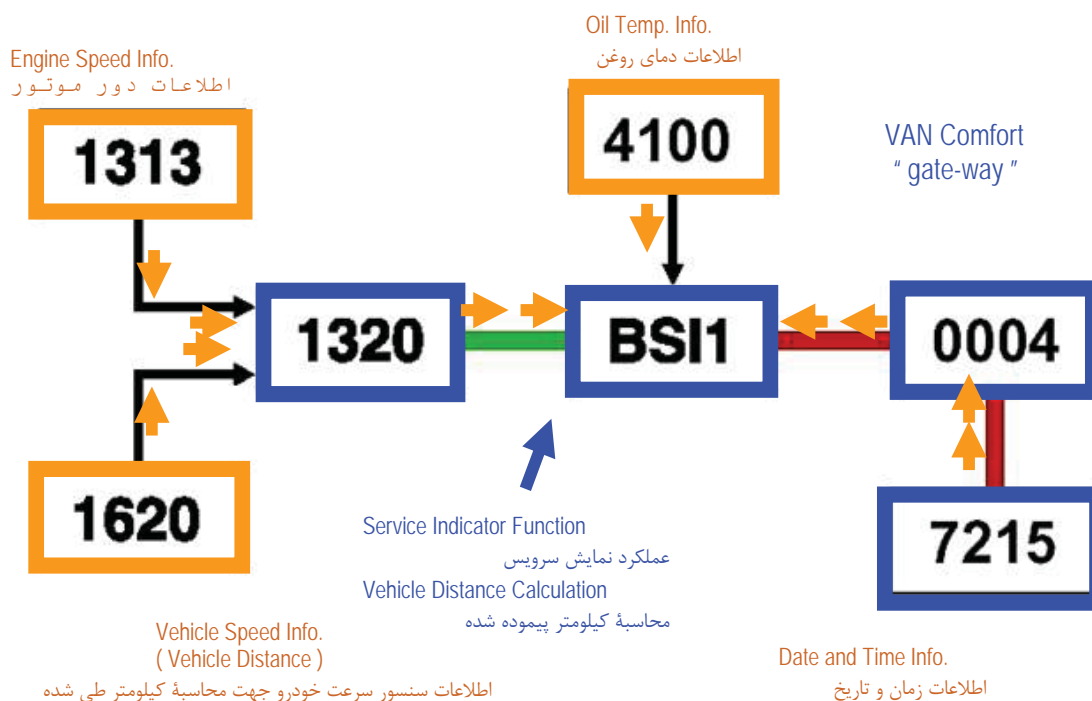 Oil Temp. Info.
اطلاعات دمای روغن
Engine Speed Info.
اطلاعات دور موتور
1313
4100
VAN Comfort
“ gate-way ”
1320
BSI1
0004
1620
7215
Service Indicator Function
عملکرد نمایش سرویس
Vehicle Distance Calculation
محاسبۀ کیلومتر پیموده شده
Vehicle Speed Info.
( Vehicle Distance )
اطلاعات سنسور سرعت خودرو جهت محاسبۀ کیلومتر طی شده
Date and Time Info.
اطلاعات زمان و تاریخ